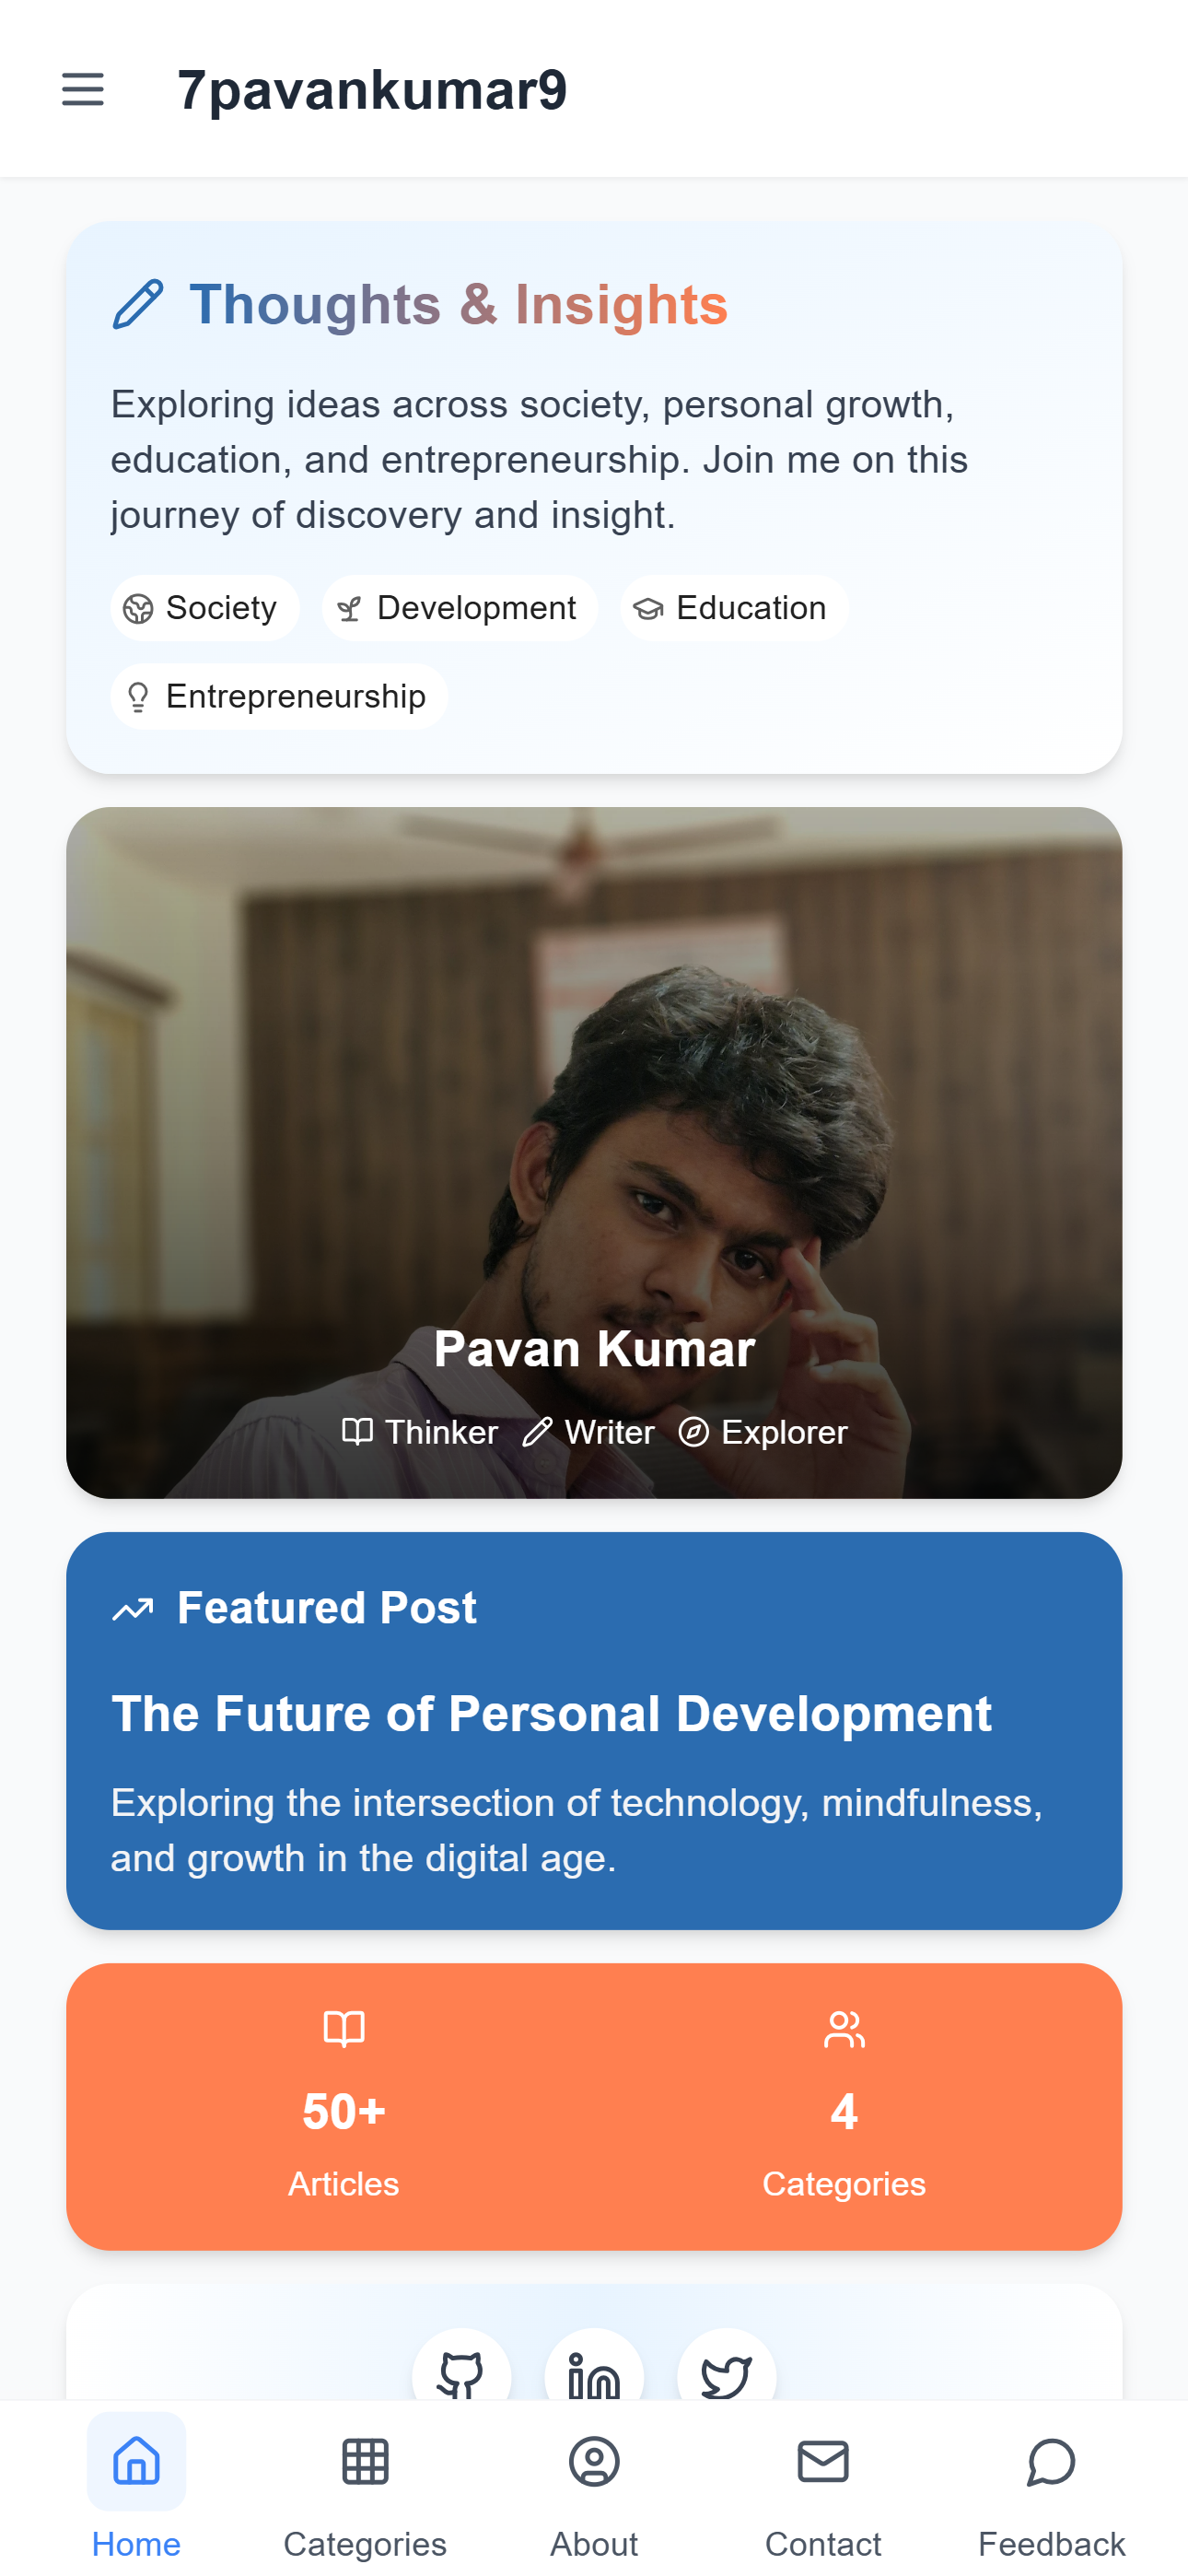 7pavankumar9
Thoughts & Insights
Exploring ideas across society, personal growth,
education, and entrepreneurship. Join me on this
journey of discovery and insight.
Society Development Education
Entrepreneurship
Pavan Kumar
Thinker Writer Explorer
Featured Post
The Future of Personal Development
Exploring the intersection of technology, mindfulness,
and growth in the digital age.
50+ 4
Articles Categories
in
Home Categories About Contact Feedback